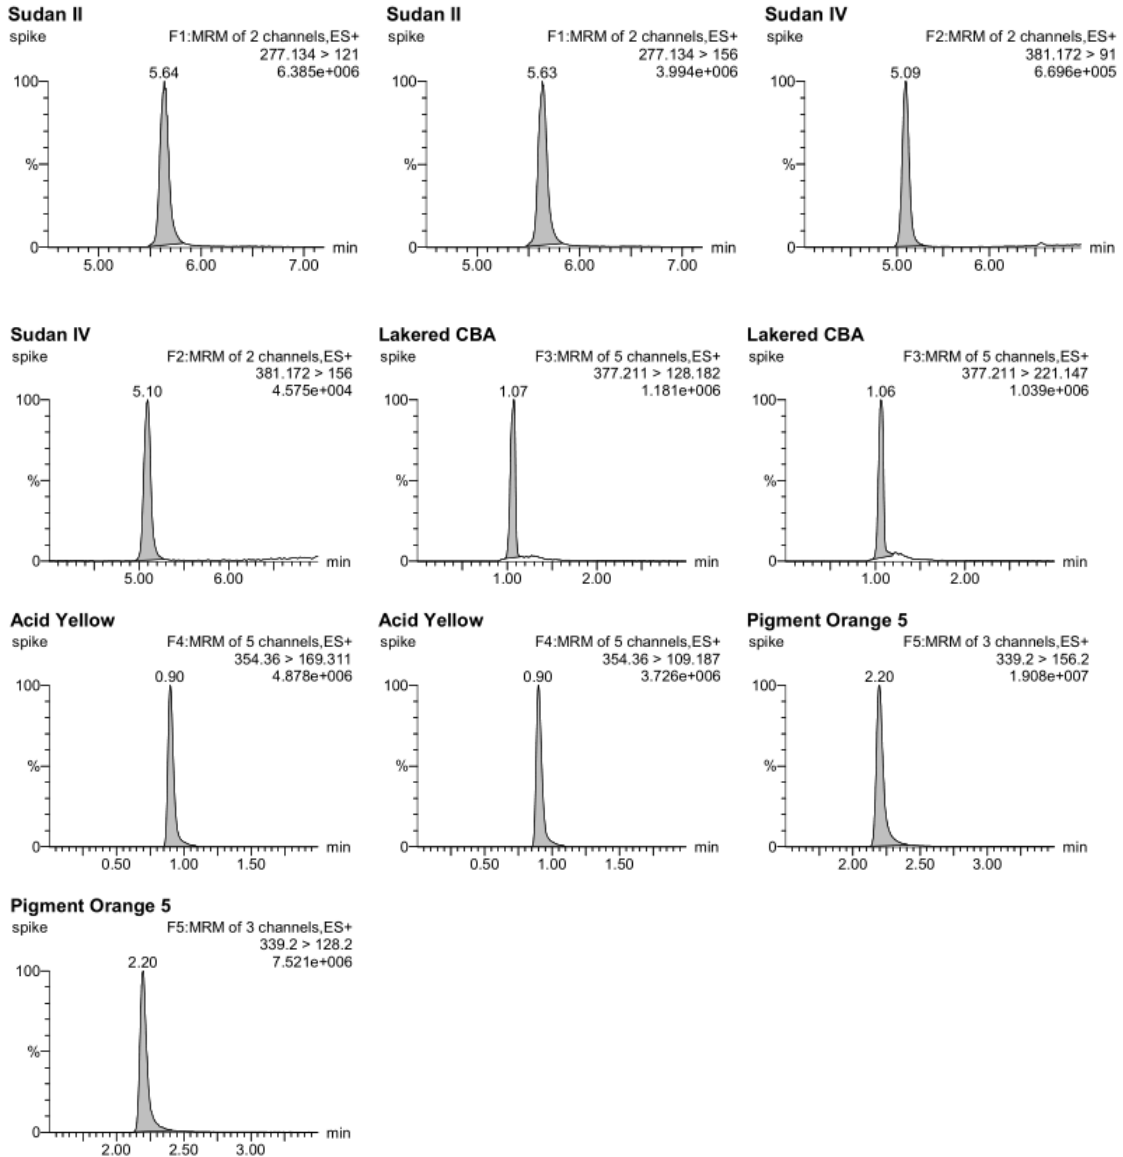 Sudan II
spike
F1:MRM of 2 channels,ES+
277.134 > 121
6.385e+006
5.64
100
%
0
min
5.00 6.00 7.00
Sudan II
spike
F1:MRM of 2 channels,ES+
277.134 > 156
3.994e+006
5.63
100
%
0
min
5.00 6.00 7.00
Sudan IV
spike
F2:MRM of 2 channels,ES+
381.172 > 91
6.696e+005
5.09
100
%
0
min
5.00 6.00
Sudan IV
spike
F2:MRM of 2 channels,ES+
381.172 > 156
4.575e+004
5.10
100
%
0
min
5.00 6.00
Lakered CBA
spike
F3:MRM of 5 channels,ES+
377.211 > 128.182
1.181e+006
1.07
100
%
0
min
1.00 2.00
Lakered CBA
spike
F3:MRM of 5 channels,ES+
377.211 > 221.147
1.039e+006
1.06
100
%
0
min
1.00 2.00
Acid Yellow
spike
F4:MRM of 5 channels,ES+
354.36 > 169.311
4.878e+006
0.90
100
%
0
min
0.50 1.00 1.50
Acid Yellow
spike
F4:MRM of 5 channels,ES+
354.36 > 109.187
3.726e+006
0.90
100
%
0
min
0.50 1.00 1.50
Pigment Orange 5
spike
F5:MRM of 3 channels,ES+
339.2 > 156.2
1.908e+007
2.20
100
%
0
min
2.00 2.50 3.00
Pigment Orange 5
spike
F5:MRM of 3 channels,ES+
339.2 > 128.2
7.521e+006
2.20
100
%
0
min
2.00 2.50 3.00